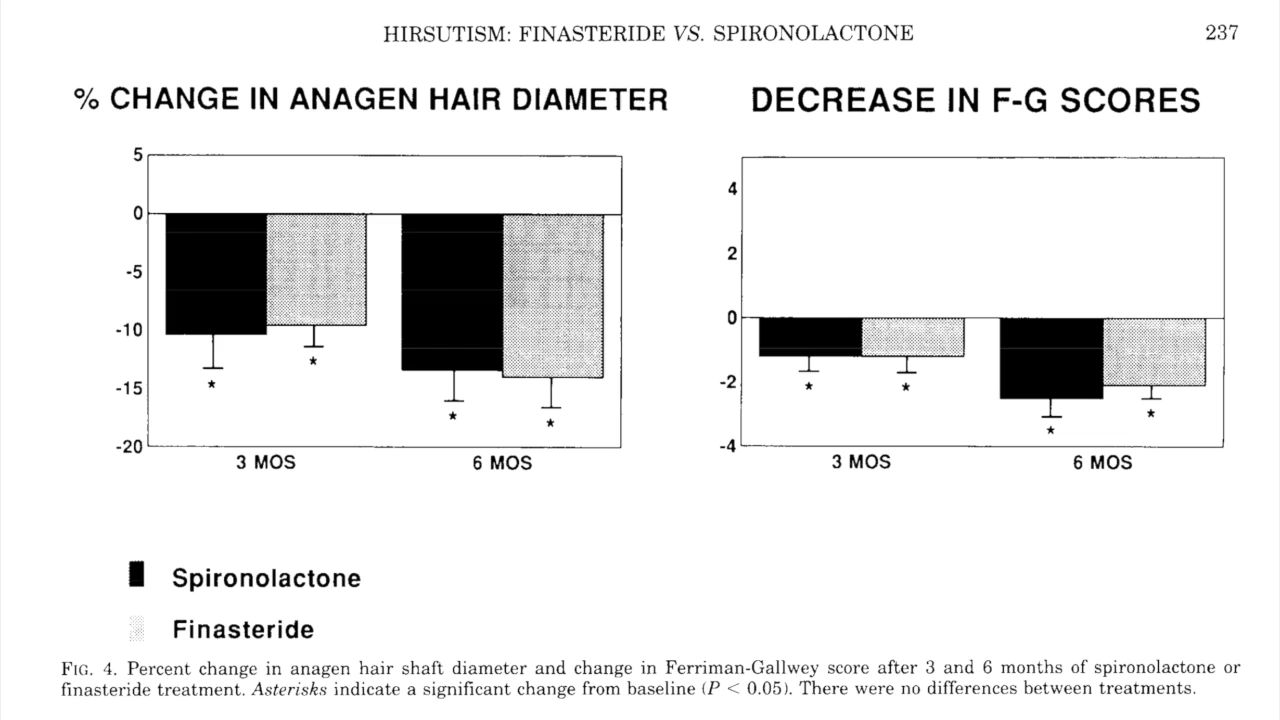 HIRSUTISM: FINASTERIDE VS. SPIRONOLACTONE 237
% CHANGE IN ANAGEN HAIR DIAMETER
5
0
-5
-10
-15
-20
*
*
*
*
3 MOS 6 MOS
DECREASE IN F-G SCORES
4
2
0
-2
-4
*
*
*
*
3 MOS 6 MOS
Spironolactone
Finasteride
FIG. 4. Percent change in anagen hair shaft diameter and change in Ferriman-Gallwey score after 3 and 6 months of spironolactone or
finasteride treatment. Asterisks indicate a significant change from baseline (P < 0.05). There were no differences between treatments.